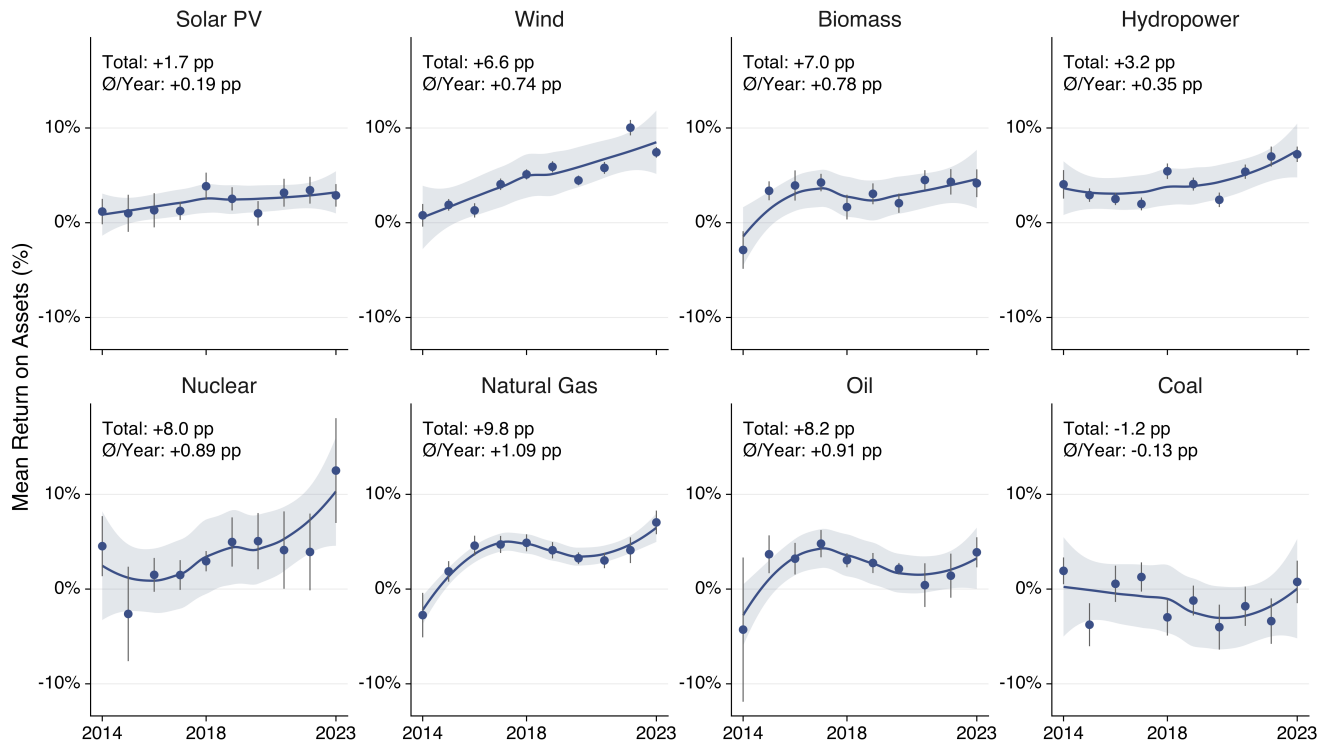 Solar PV
Wind
Biomass
Hydropower
Total: +1.7 pp
Ø/Year: +0.19 pp
Total: +6.6 pp
Ø/Year: +0.74 pp
Total: +7.0 pp
Ø/Year: +0.78 pp
Total: +3.2 pp
Ø/Year: +0.35 pp
10%
0%
-10%
10%
0%
-10%
10%
0%
-10%
10%
0%
-10%
Mean Return on Assets (%)
Nuclear
Natural Gas
Oil
Coal
Total: +8.0 pp
Ø/Year: +0.89 pp
Total: +9.8 pp
Ø/Year: +1.09 pp
Total: +8.2 pp
Ø/Year: +0.91 pp
Total: -1.2 pp
Ø/Year: -0.13 pp
10%
0%
-10%
10%
0%
-10%
10%
0%
-10%
10%
0%
-10%
2014 2018 2023
2014 2018 2023
2014 2018 2023
2014 2018 2023